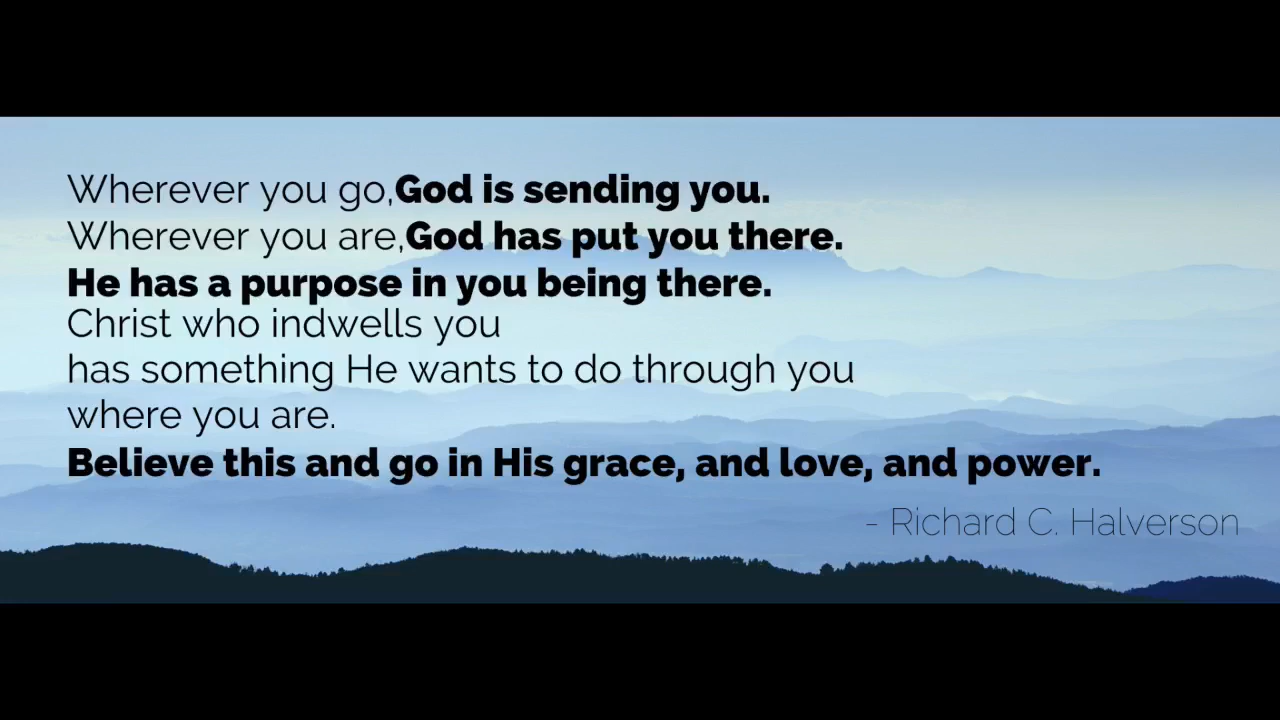 Wherever you go,God is sending you.
Wherever you are,God has put you there.
He has a purpose in you being there.
Christ who indwells you
has something He wants to do through you
where you are.
Believe this and go in His grace, and love, and power.
- Richard C. Halverson